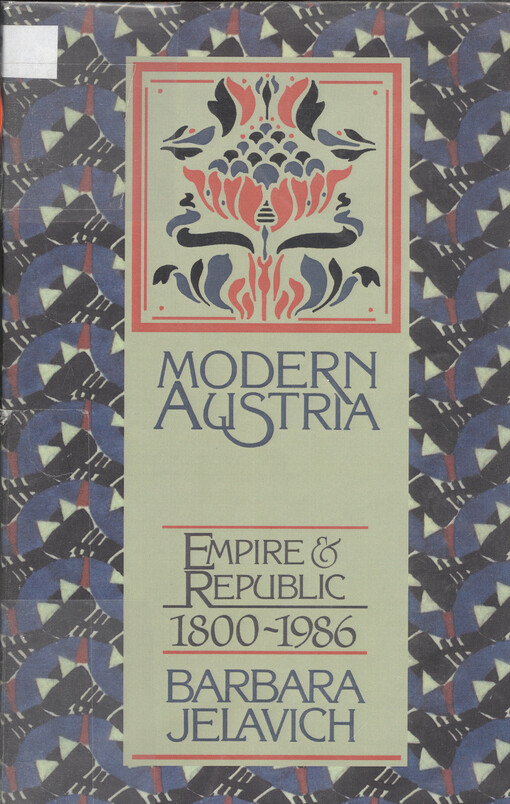 MODERN
AUSTRIA
EMPIRE &
REPUBLIC
1800-1986
BARBARA
JELAVICH